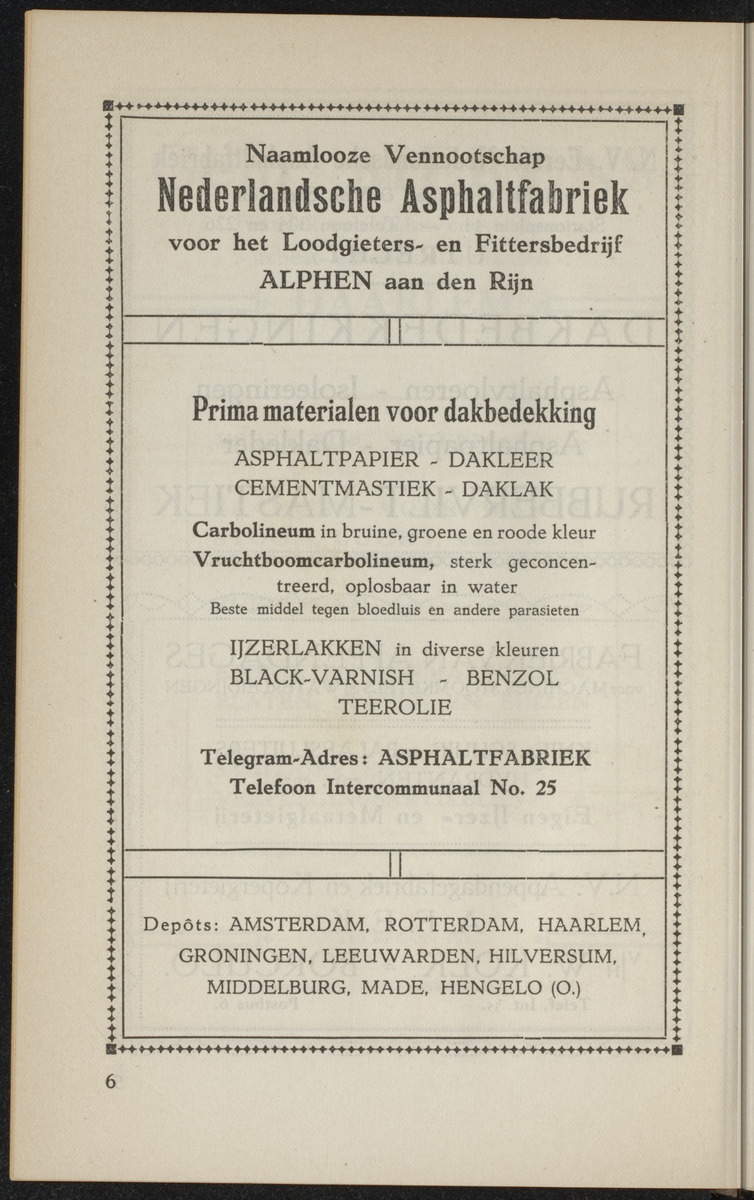 Naamlooze Vennootschap
Nederlandsche Asphaltfabriek
voor het Loodgieters- en Fittersbedrijf
ALPHEN aan den Rijn
Prima materialen voor dakbedekking
ASPHALTPAPIER - DAKLEER
CEMENTMASTIEK - DAKLAK
Carbolineum in bruine, groene en roode kleur
Vruchtboomcarbolineum, sterk geconcen-
treerd, oplosbaar in water
Beste middel tegen bloedluis en andere parasieten
IJZERLAKKEN in diverse kleuren
BLACK-VARNISH - BENZOL
TEEROLIE
Telegram-Adres: ASPHALTFABRIEK
Telefoon Intercommunaal No. 25
Depôts: AMSTERDAM, ROTTERDAM, HAARLEM,
GRONINGEN, LEEUWARDEN, HILVERSUM,
MIDDELBURG, MADE, HENGELO (O.)
6